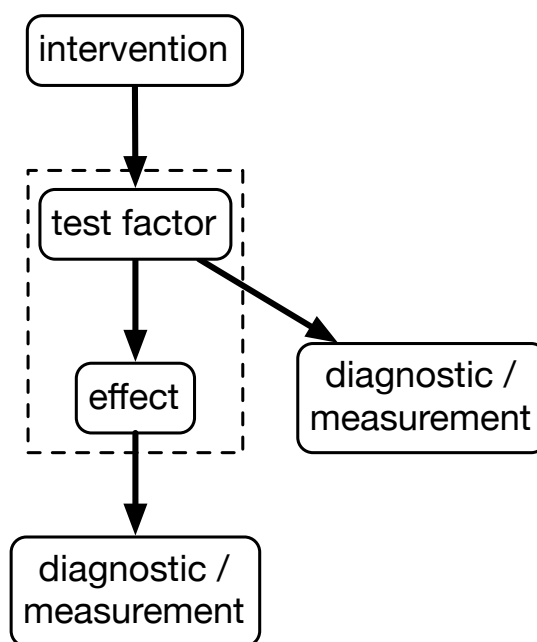 intervention
test factor
effect
diagnostic /
measurement
diagnostic /
measurement